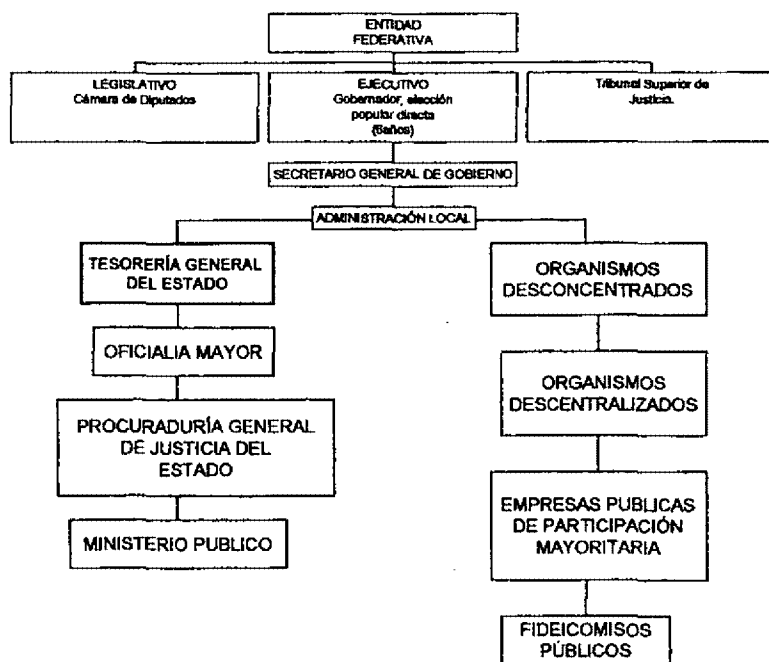 ENTIDAD
FEDERATIVA
LEGISLATIVO
Cámara de Diputados
EJECUTIVO
Gobernador, elección
popular directa
(6años)
Tribunal Superior de
Justicia.
SECRETARIO GENERAL DE GOBIERNO
ADMINISTRACIÓN LOCAL
TESORERÍA GENERAL
DEL ESTADO
OFICIALIA MAYOR
PROCURADURÍA GENERAL
DE JUSTICIA DEL
ESTADO
MINISTERIO PUBLICO
ORGANISMOS
DESCONCENTRADOS
ORGANISMOS
DESCENTRALIZADOS
EMPRESAS PUBLICAS
DE PARTICIPACIÓN
MAYORITARIA
FIDEICOMISOS
PÚBLICOS